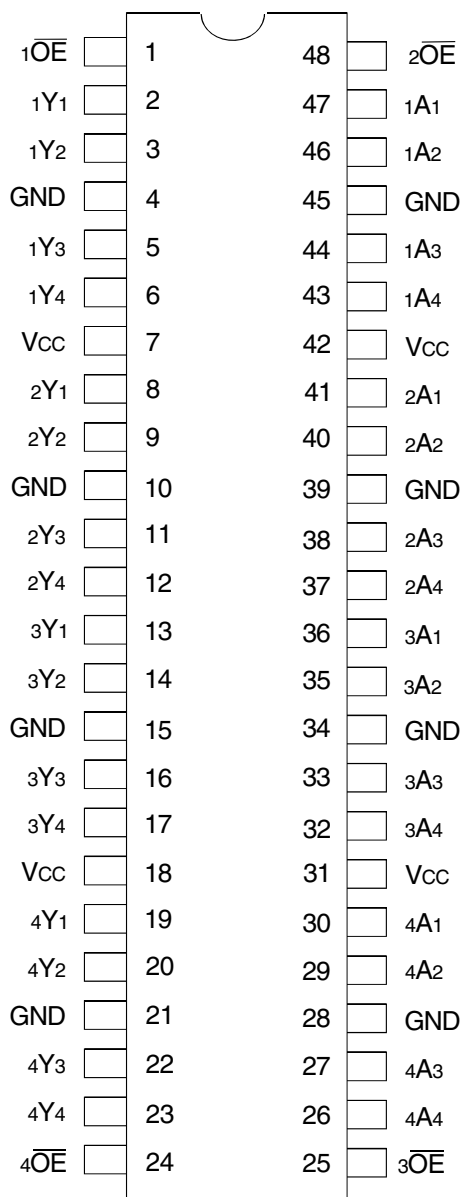 1OE 1 48 2OE
1Y1 2 47 1A1
1Y2 3 46 1A2
GND 4 45 GND
1Y3 5 44 1A3
1Y4 6 43 1A4
VCC 7 42 VCC
2Y1 8 41 2A1
2Y2 9 40 2A2
GND 10 39 GND
2Y3 11 38 2A3
2Y4 12 37 2A4
3Y1 13 36 3A1
3Y2 14 35 3A2
GND 15 34 GND
3Y3 16 33 3A3
3Y4 17 32 3A4
VCC 18 31 VCC
4Y1 19 30 4A1
4Y2 20 29 4A2
GND 21 28 GND
4Y3 22 27 4A3
4Y4 23 26 4A4
4OE 24 25 3OE